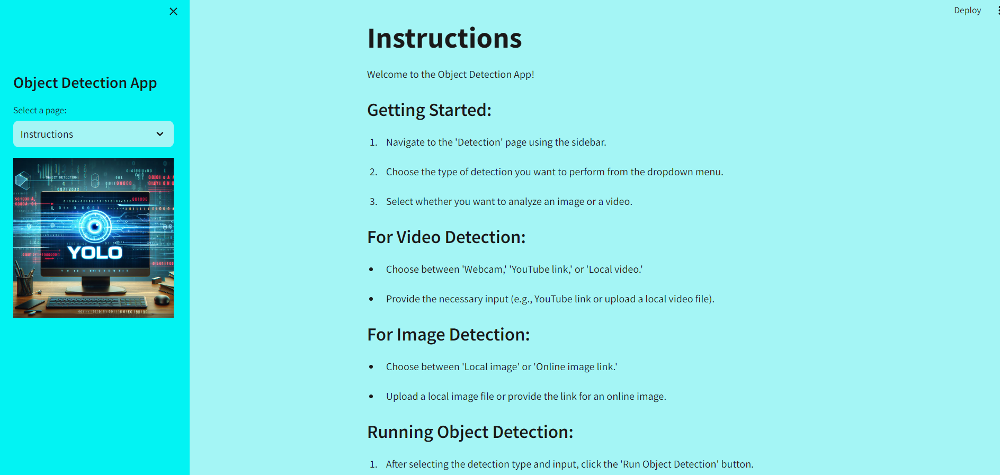 Deploy
Object Detection App
Select a page:
Instructions
OBJECT DETECTION
YOLO
Instructions
Welcome to the Object Detection App!
Getting Started:
1. Navigate to the 'Detection' page using the sidebar.
2. Choose the type of detection you want to perform from the dropdown menu.
3. Select whether you want to analyze an image or a video.
For Video Detection:
• Choose between 'Webcam,' 'YouTube link,' or 'Local video.'
• Provide the necessary input (e.g., YouTube link or upload a local video file).
For Image Detection:
• Choose between 'Local image' or 'Online image link.'
• Upload a local image file or provide the link for an online image.
Running Object Detection:
1. After selecting the detection type and input, click the 'Run Object Detection' button.